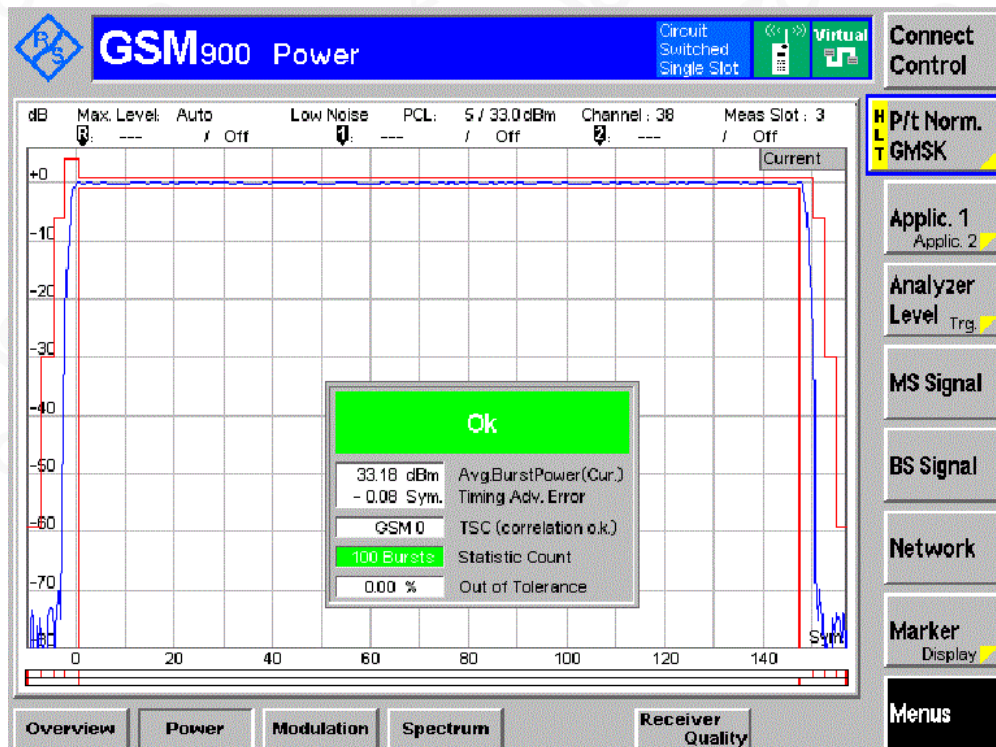 R S
GSM900 Power
Circuit Switched Single Slot
Virtual
Connect Control
dB Max. Level: Auto Low Noise PCL: 5 / 33.0 dBm Channel : 38 Meas Slot : 3
R: --- / Off 1: --- / Off 2: --- / Off
Current
+0
-10
-20
-30
-40
-50
-60
-70
-80
Ok
33.18 dBm Avg.BurstPower(Cur.)
- 0.08 Sym. Timing Adv. Error
GSM 0 TSC (correlation o.k.)
100 Bursts Statistic Count
0.00 % Out of Tolerance
Sym.
0 20 40 60 80 100 120 140
HLT
P/t Norm. GMSK
Applic. 1
Applic. 2
Analyzer Level Trg.
MS Signal
BS Signal
Network
Marker
Display
Menus
Overview Power Modulation Spectrum Receiver Quality